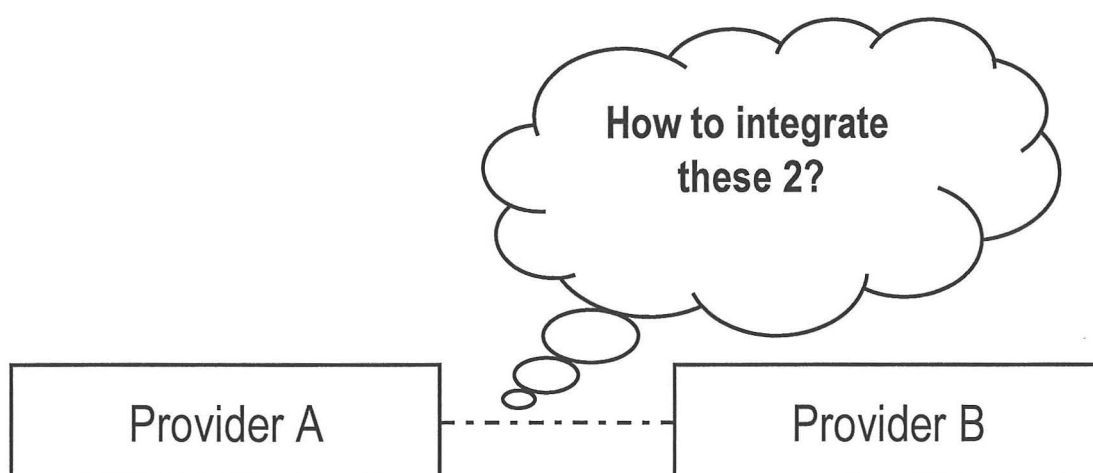 How to integrate
these 2?
Provider A
Provider B